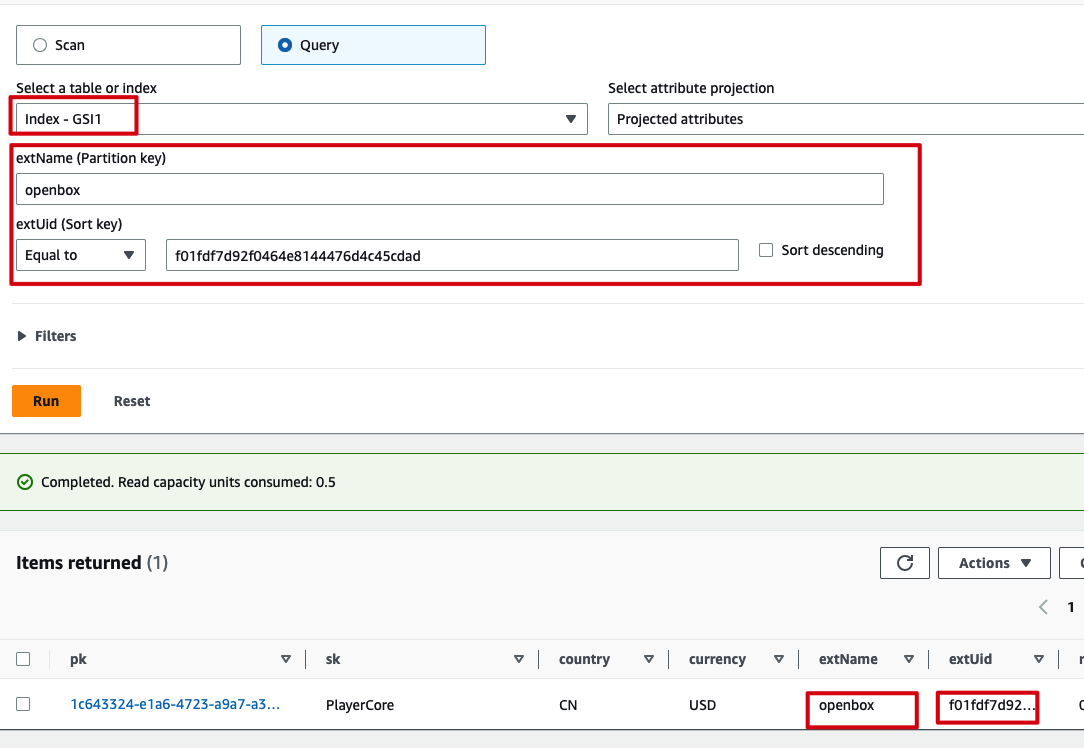 Scan
Query
Select a table or index
Select attribute projection
Index - GSI1
Projected attributes
extName (Partition key)
openbox
extUid (Sort key)
Equal to
f01fdf7d92f0464e8144476d4c45cdad
Sort descending
Filters
Run
Reset
Completed. Read capacity units consumed: 0.5
Items returned (1)
Actions
1
pk
sk
country
currency
extName
extUid
1c643324-e1a6-4723-a9a7-a3...
PlayerCore
CN
USD
openbox
f01fdf7d92...